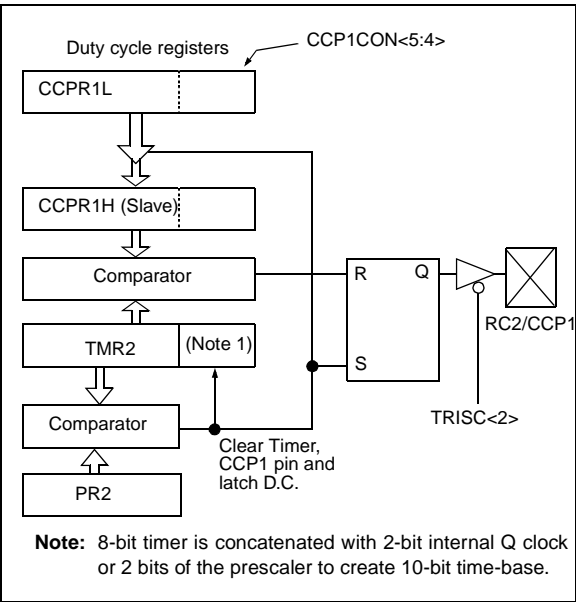 Duty cycle registers
CCP1CON<5:4>
CCPR1L
CCPR1H (Slave)
Comparator
R
Q
RC2/CCP1
TMR2
(Note 1)
S
TRISC<2>
Comparator
Clear Timer,
CCP1 pin and
latch D.C.
PR2
Note: 8-bit timer is concatenated with 2-bit internal Q clock
or 2 bits of the prescaler to create 10-bit time-base.